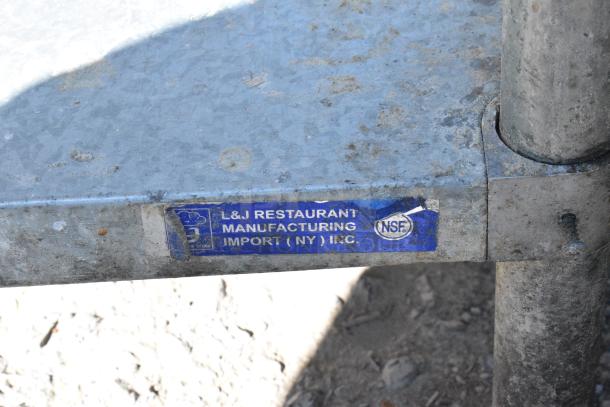 L&J RESTAURANT
MANUFACTURING
IMPORT ( NY ) INC.
NSF